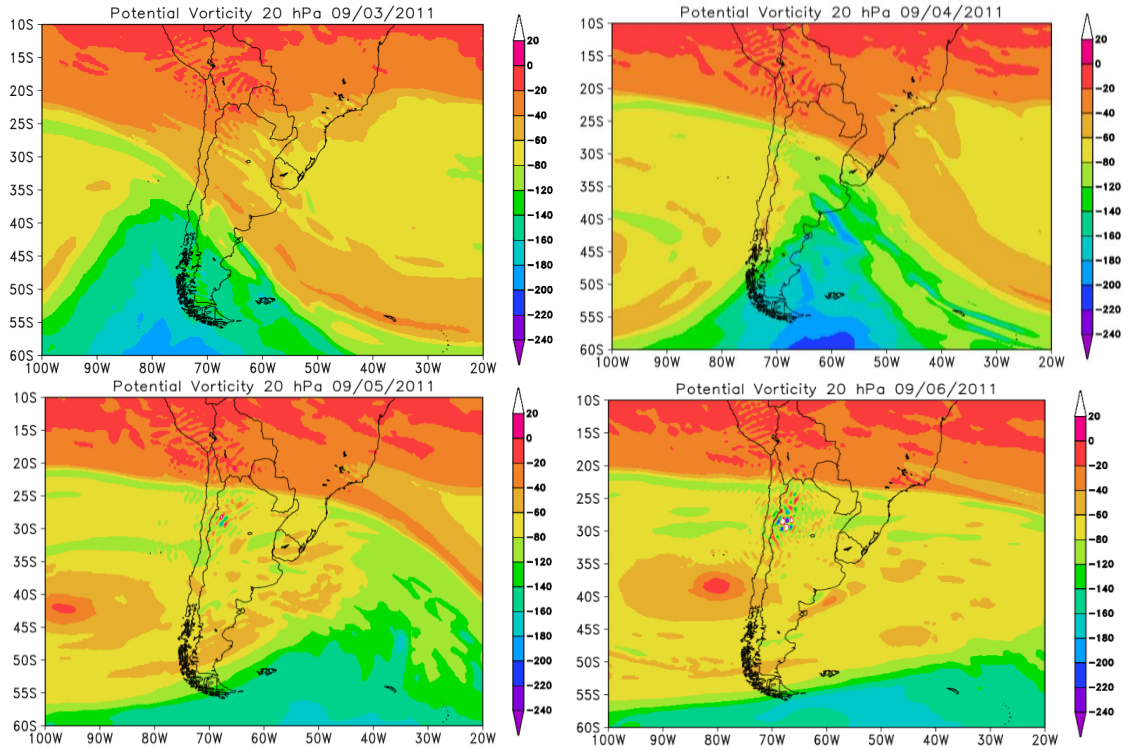 Potential Vorticity 20 hPa 09/03/2011
10S
15S
20S
25S
30S
35S
40S
45S
50S
55S
60S
100W 90W 80W 70W 60W 50W 40W 30W 20W
20
0
−20
−40
−60
−80
−120
−140
−160
−180
−200
−220
−240
Potential Vorticity 20 hPa 09/04/2011
10S
15S
20S
25S
30S
35S
40S
45S
50S
55S
60S
100W 90W 80W 70W 60W 50W 40W 30W 20W
20
0
−20
−40
−60
−80
−120
−140
−160
−180
−200
−220
−240
Potential Vorticity 20 hPa 09/05/2011
10S
15S
20S
25S
30S
35S
40S
45S
50S
55S
60S
100W 90W 80W 70W 60W 50W 40W 30W 20W
20
0
−20
−40
−60
−80
−120
−140
−160
−180
−200
−220
−240
Potential Vorticity 20 hPa 09/06/2011
10S
15S
20S
25S
30S
35S
40S
45S
50S
55S
60S
100W 90W 80W 70W 60W 50W 40W 30W 20W
20
0
−20
−40
−60
−80
−120
−140
−160
−180
−200
−220
−240